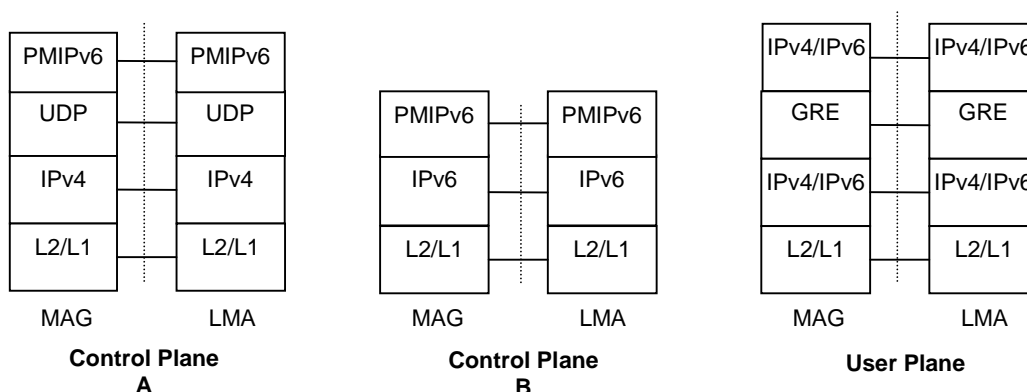 PMIPv6 PMIPv6
UDP UDP
IPv4 IPv4
L2/L1 L2/L1
MAG LMA
Control Plane
A
PMIPv6 PMIPv6
IPv6 IPv6
L2/L1 L2/L1
MAG LMA
Control Plane
B
IPv4/IPv6 IPv4/IPv6
GRE GRE
IPv4/IPv6 IPv4/IPv6
L2/L1 L2/L1
MAG LMA
User Plane